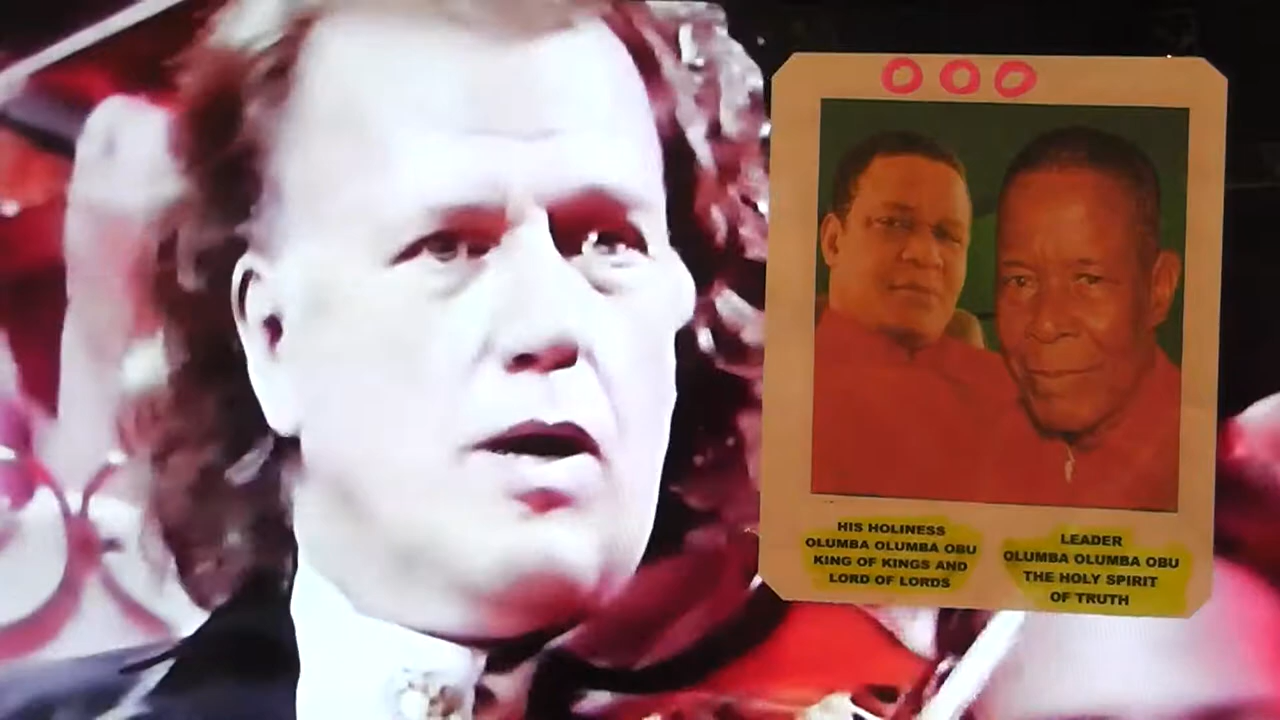 O O O
HIS HOLINESS
OLUMBA OLUMBA OBU
KING OF KINGS AND
LORD OF LORDS
LEADER
OLUMBA OLUMBA OBU
THE HOLY SPIRIT
OF TRUTH